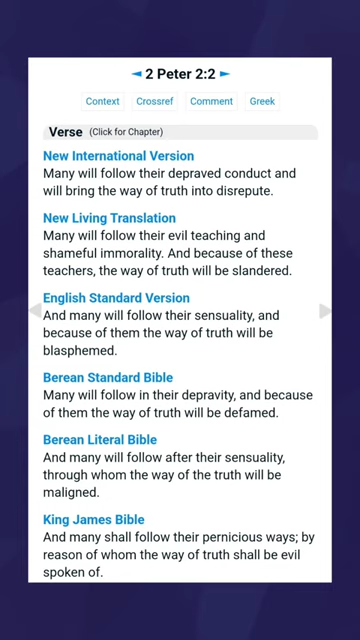 ◄ 2 Peter 2:2 ►
Context Crossref Comment Greek
Verse (Click for Chapter)
New International Version
Many will follow their depraved conduct and
will bring the way of truth into disrepute.
New Living Translation
Many will follow their evil teaching and
shameful immorality. And because of these
teachers, the way of truth will be slandered.
English Standard Version
And many will follow their sensuality, and
because of them the way of truth will be
blasphemed.
Berean Standard Bible
Many will follow in their depravity, and because
of them the way of truth will be defamed.
Berean Literal Bible
And many will follow after their sensuality,
through whom the way of the truth will be
maligned.
King James Bible
And many shall follow their pernicious ways; by
reason of whom the way of truth shall be evil
spoken of.